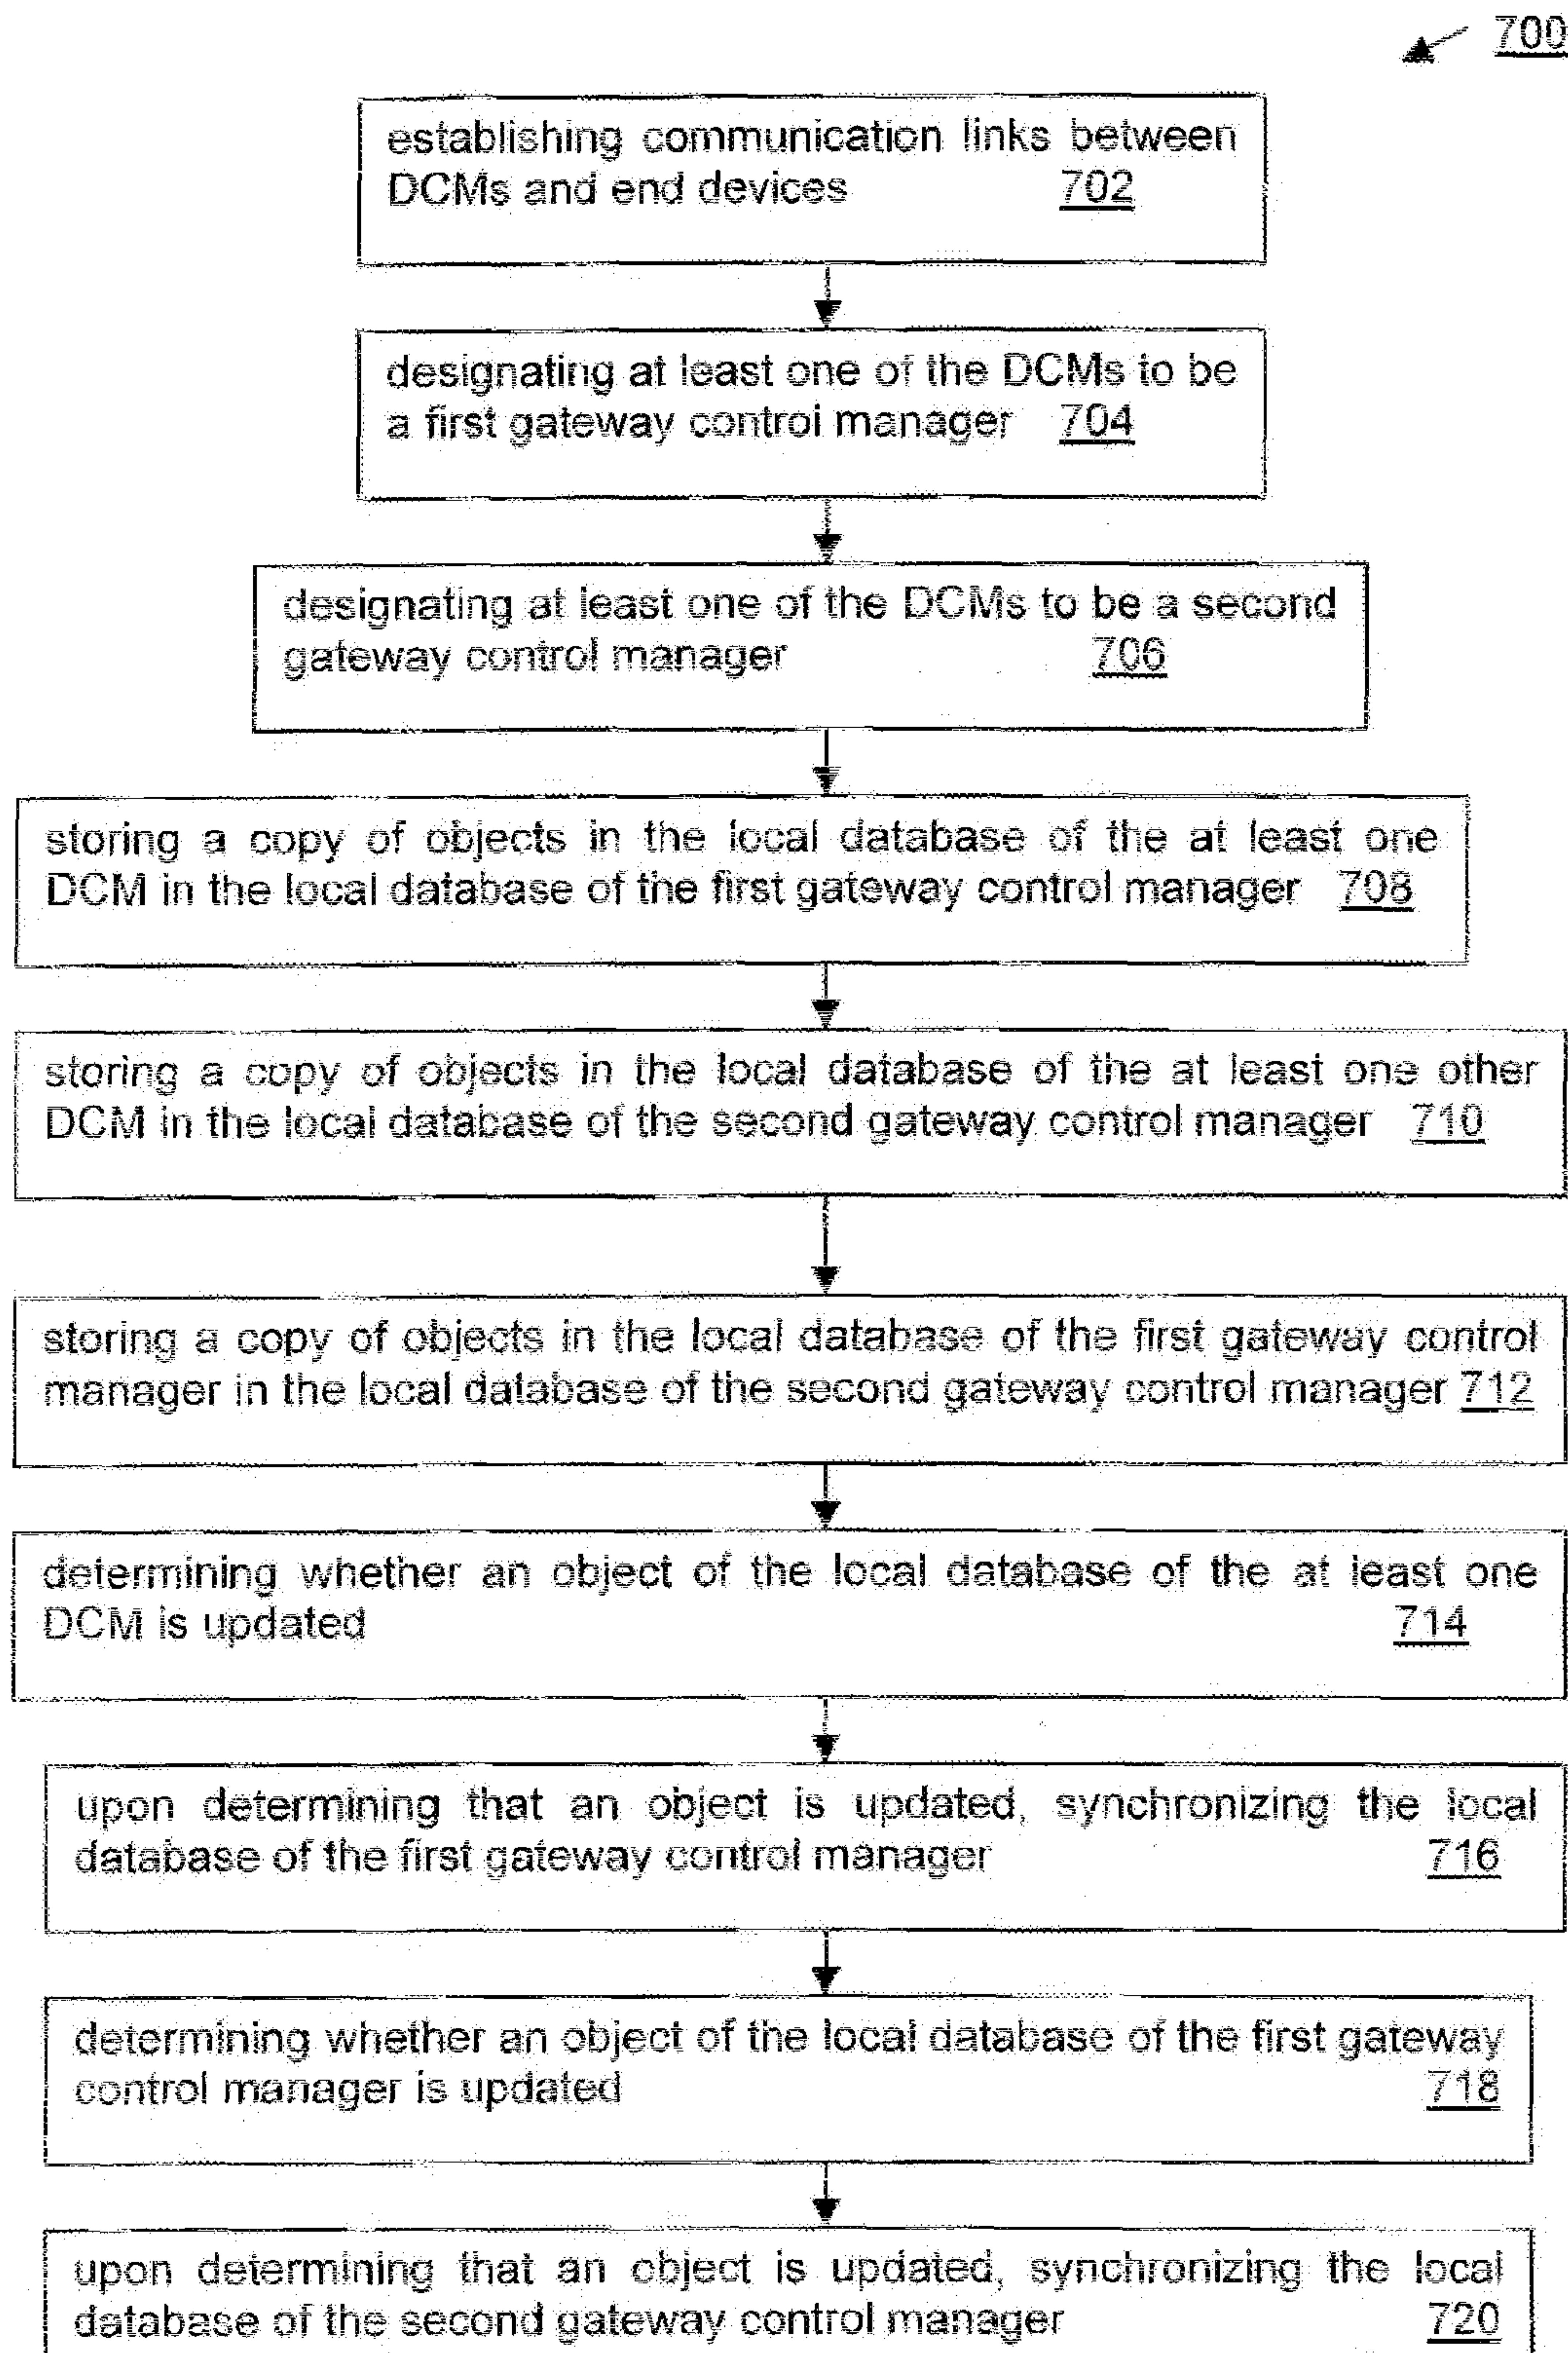 700
establishing communication links between
DCMs and end devices 702
designating at least one of the DCMs to be
a first gateway control manager 704
designating at least one of the DCMs to be a second
gateway control manager 706
storing a copy of objects in the local database of the at least one
DCM in the local database of the first gateway control manager 708
storing a copy of objects in the local database of the at least one other
DCM in the local database of the second gateway control manager 710
storing a copy of objects in the local database of the first gateway control
manager in the local database of the second gateway control manager 712
determining whether an object of the local database of the at least one
DCM is updated 714
upon determining that an object is updated, synchronizing the local
database of the first gateway control manager 716
determining whether an object of the local database of the first gateway
control manager is updated 718
upon determining that an object is updated, synchronizing the local
database of the second gateway control manager 720